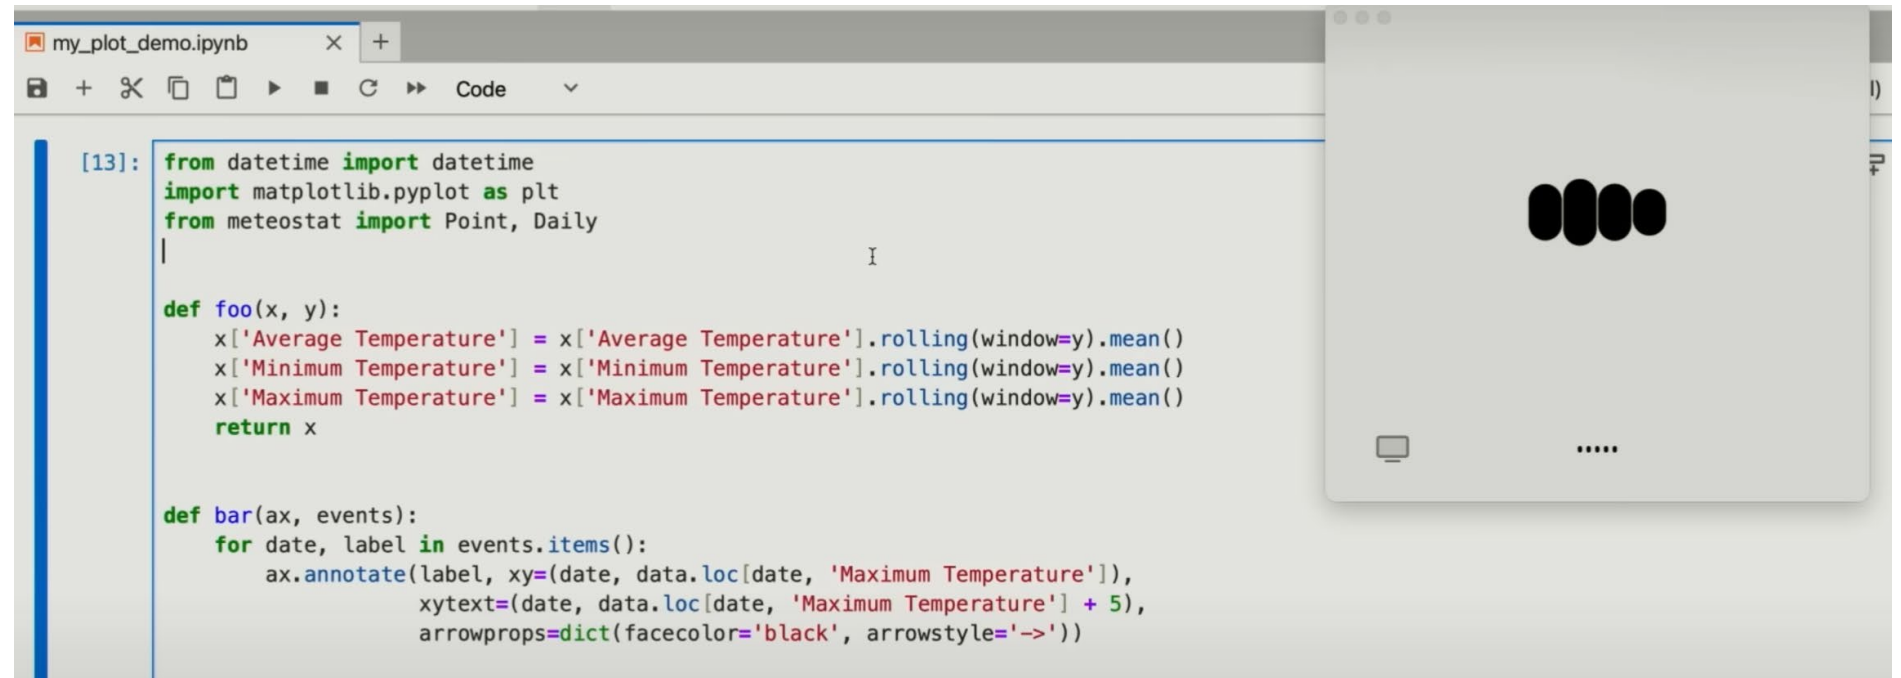 my_plot_demo.ipynb
Code
[13]:
from datetime import datetime
import matplotlib.pyplot as plt
from meteostat import Point, Daily
def foo(x, y):
x['Average Temperature'] = x['Average Temperature'].rolling(window=y).mean()
x['Minimum Temperature'] = x['Minimum Temperature'].rolling(window=y).mean()
x['Maximum Temperature'] = x['Maximum Temperature'].rolling(window=y).mean()
return x
def bar(ax, events):
for date, label in events.items():
ax.annotate(label, xy=(date, data.loc[date, 'Maximum Temperature']),
xytext=(date, data.loc[date, 'Maximum Temperature'] + 5),
arrowprops=dict(facecolor='black', arrowstyle='->'))